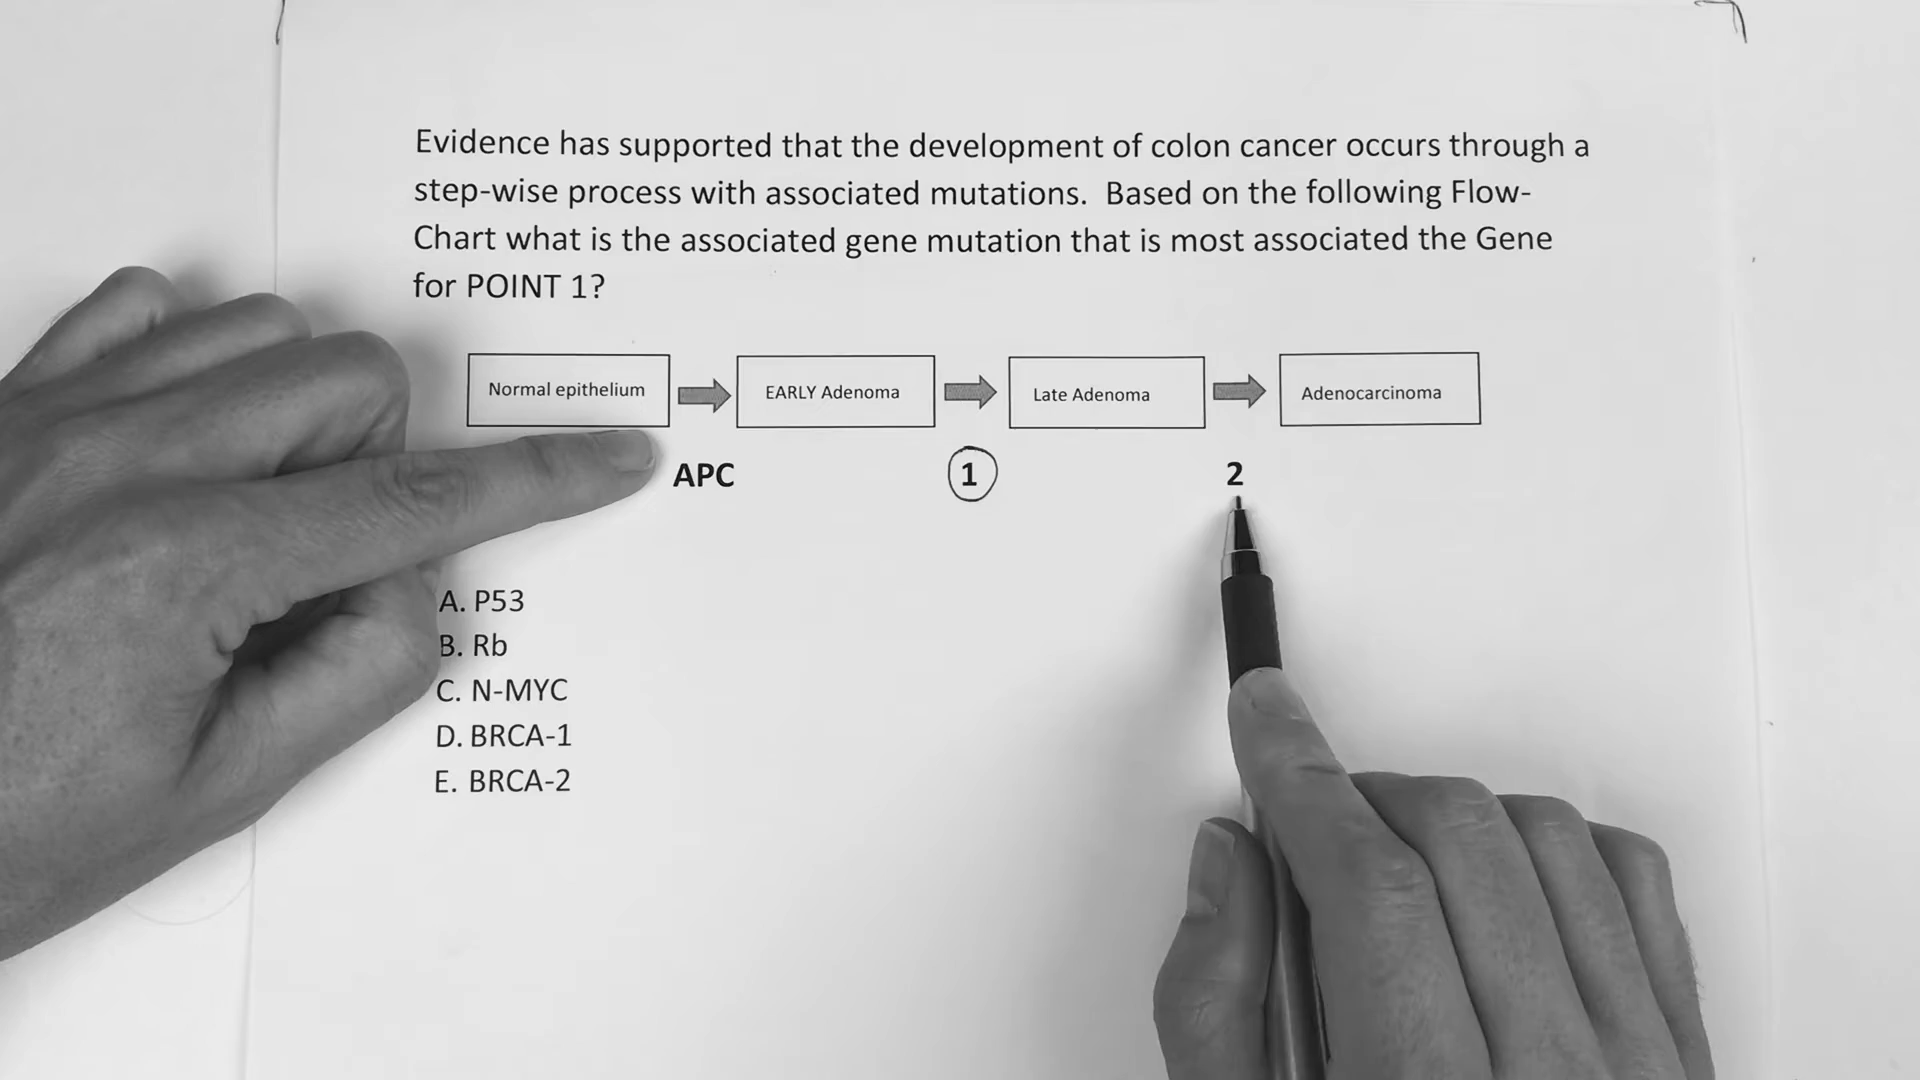 Evidence has supported that the development of colon cancer occurs through a
step-wise process with associated mutations. Based on the following Flow-
Chart what is the associated gene mutation that is most associated the Gene
for POINT 1?
Normal epithelium
EARLY Adenoma
Late Adenoma
Adenocarcinoma
APC
1
2
A. P53
B. Rb
C. N-MYC
D. BRCA-1
E. BRCA-2